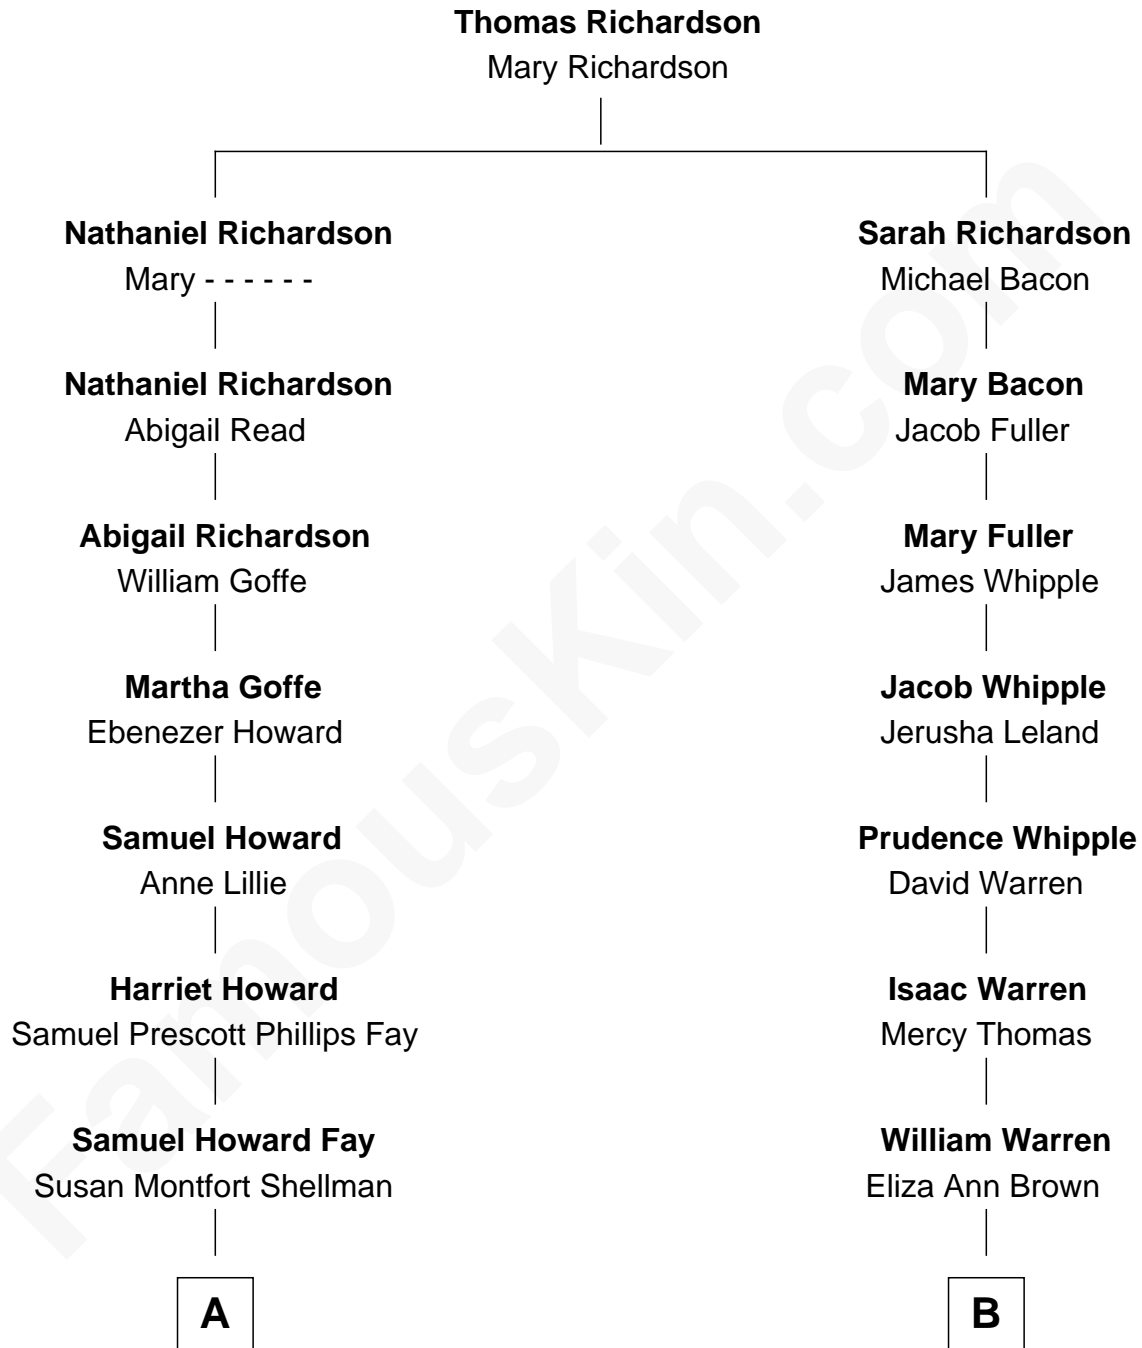 Thomas Richardson
Mary Richardson
Nathaniel Richardson
Mary - - - - - -
Nathaniel Richardson
Abigail Read
Abigail Richardson
William Goffe
Martha Goffe
Ebenezer Howard
Samuel Howard
Anne Lillie
Harriet Howard
Samuel Prescott Phillips Fay
Samuel Howard Fay
Susan Montfort Shellman
A
Sarah Richardson
Michael Bacon
Mary Bacon
Jacob Fuller
Mary Fuller
James Whipple
Jacob Whipple
Jerusha Leland
Prudence Whipple
David Warren
Isaac Warren
Mercy Thomas
William Warren
Eliza Ann Brown
B
FamousKin.com